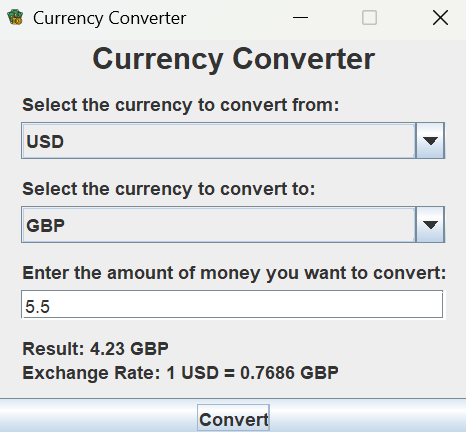 Currency Converter
Currency Converter
Select the currency to convert from:
USD
Select the currency to convert to:
GBP
Enter the amount of money you want to convert:
5.5
Result: 4.23 GBP
Exchange Rate: 1 USD = 0.7686 GBP
Convert